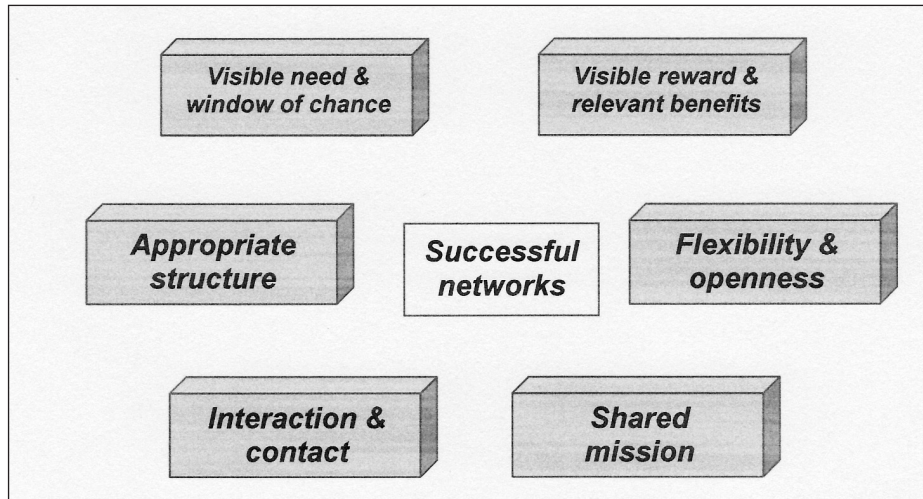 Visible need &
window of chance
Visible reward &
relevant benefits
Appropriate
structure
Successful
networks
Flexibility &
openness
Interaction &
contact
Shared
mission